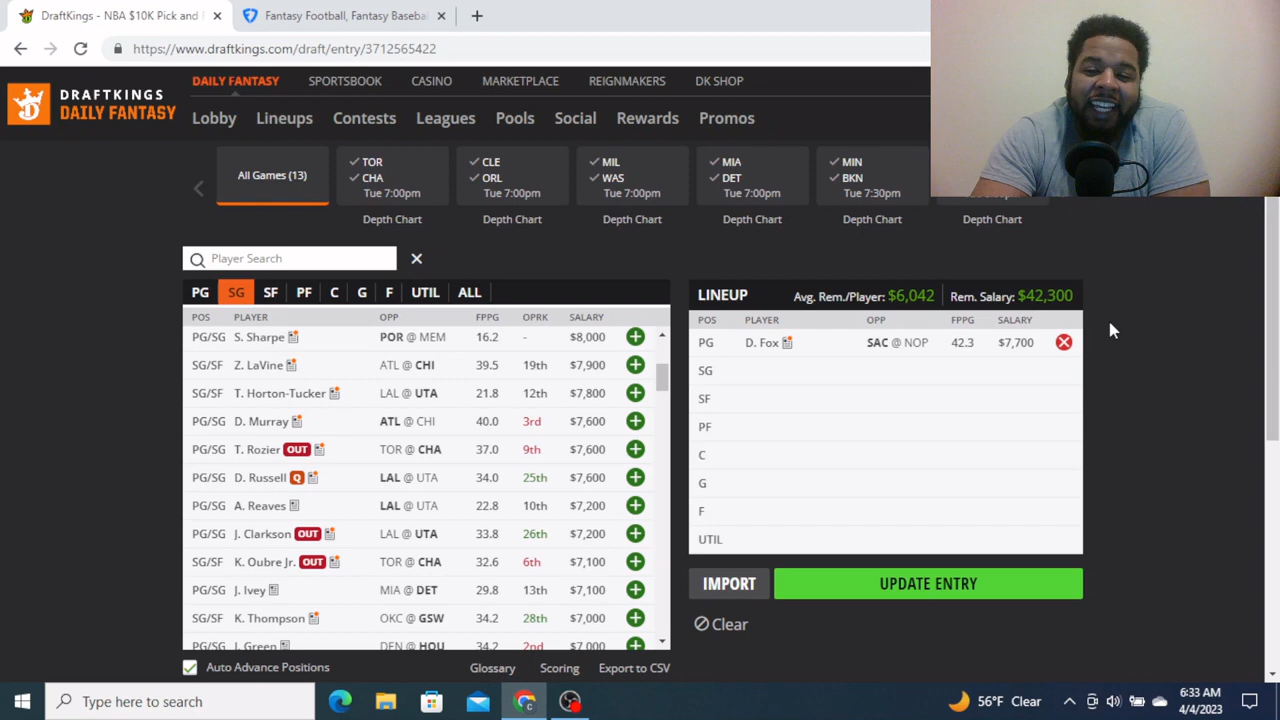 DraftKings - NBA $10K Pick and
Fantasy Football, Fantasy Baseba
https://www.draftkings.com/draft/entry/3712565422
DRAFTKINGS
DAILY FANTASY
DAILY FANTASY SPORTSBOOK CASINO MARKETPLACE REIGNMAKERS DK SHOP
Lobby Lineups Contests Leagues Pools Social Rewards Promos
All Games (13)
TOR
CHA
Tue 7:00pm
Depth Chart
CLE
ORL
Tue 7:00pm
Depth Chart
MIL
WAS
Tue 7:00pm
Depth Chart
MIA
DET
Tue 7:00pm
Depth Chart
MIN
BKN
Tue 7:30pm
Depth Chart
Depth Chart
Player Search
PG SG SF PF C G F UTIL ALL
POS PLAYER OPP FPPG OPRK SALARY
PG/SG S. Sharpe POR @ MEM 16.2 - $8,000
SG/SF Z. LaVine ATL @ CHI 39.5 19th $7,900
SG/SF T. Horton-Tucker LAL @ UTA 21.8 12th $7,800
PG/SG D. Murray ATL @ CHI 40.0 3rd $7,600
PG/SG T. Rozier OUT TOR @ CHA 37.0 9th $7,600
PG/SG D. Russell Q LAL @ UTA 34.0 25th $7,600
PG/SG A. Reaves LAL @ UTA 22.8 10th $7,200
PG/SG J. Clarkson OUT LAL @ UTA 33.8 26th $7,200
SG/SF K. Oubre Jr. OUT TOR @ CHA 32.6 6th $7,100
PG/SG J. Ivey MIA @ DET 29.8 13th $7,100
SG/SF K. Thompson OKC @ GSW 34.2 28th $7,000
PG/SG J. Green DEN @ HOU 34.2 2nd $7,000
Auto Advance Positions Glossary Scoring Export to CSV
LINEUP Avg. Rem./Player: $6,042 Rem. Salary: $42,300
POS PLAYER OPP FPPG SALARY
PG D. Fox SAC @ NOP 42.3 $7,700
SG
SF
PF
C
G
F
UTIL
IMPORT UPDATE ENTRY
Clear
Type here to search
56°F Clear
6:33 AM
4/4/2023